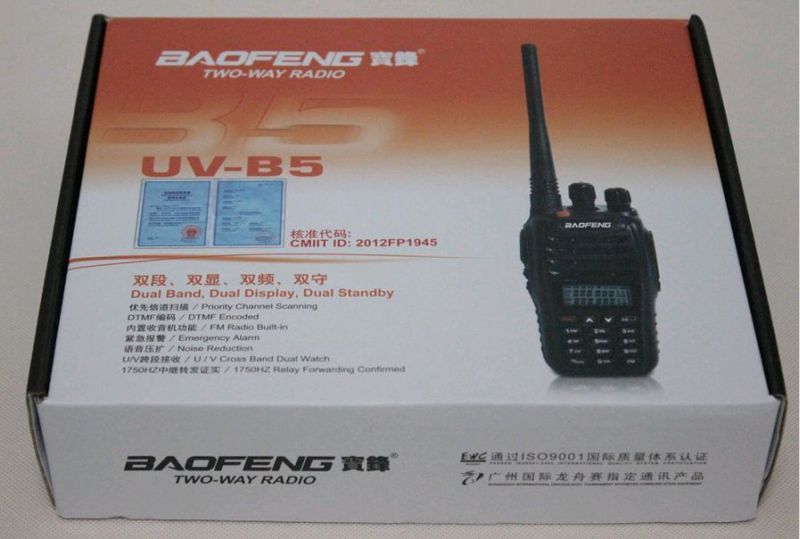 BAOFENG 寶鋒®
TWO-WAY RADIO
B5
UV-B5
核准代码:
CMIIT ID: 2012FP1945
双段、双显、双频、双守
Dual Band, Dual Display, Dual Standby
优先信道扫描 / Priority Channel Scanning
DTMF编码 / DTMF Encoded
内置收音机功能 / FM Radio Built-in
紧急报警 / Emergency Alarm
语音压扩 / Noise Reduction
U/V跨段接收 / U / V Cross Band Dual Watch
1750HZ中继转发证实 / 1750HZ Relay Forwarding Confirmed
BAOFENG
BAOFENG 寶鋒®
TWO-WAY RADIO
EWC 通过ISO9001国际质量体系认证
广州国际龙舟赛指定通讯产品